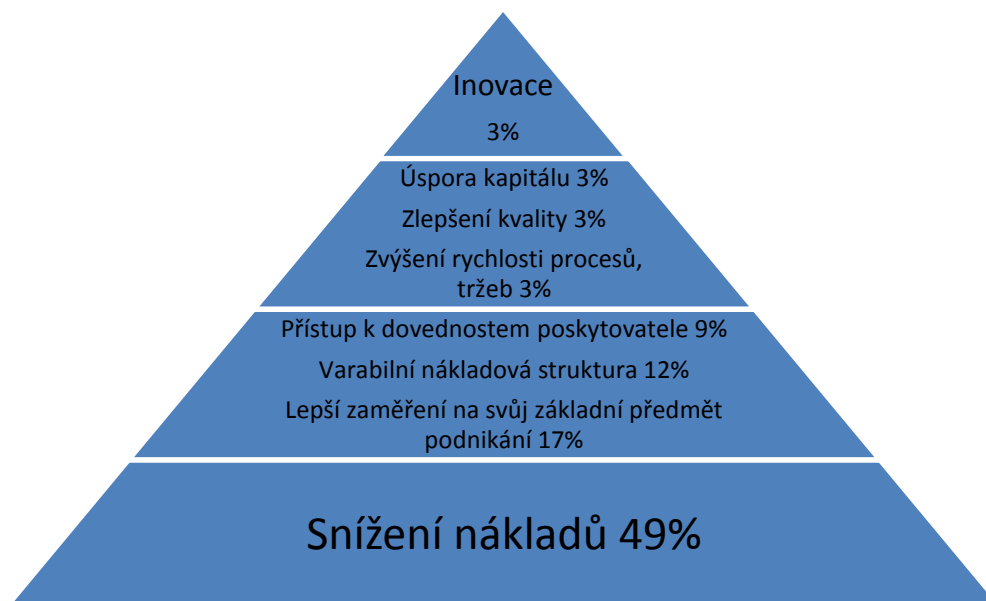 Inovace
3%
Úspora kapitálu 3%
Zlepšení kvality 3%
Zvýšení rychlosti procesů,
tržeb 3%
Přístup k dovednostem poskytovatele 9%
Varabilní nákladová struktura 12%
Lepší zaměření na svůj základní předmět
podnikání 17%
Snížení nákladů 49%